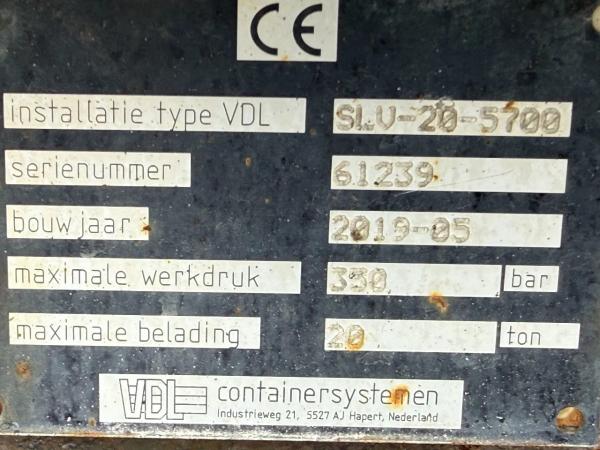 CE
installatie type VDL SLV-20-5700
serienummer 61239
bouwjaar 2019-05
maximale werkdruk 350 bar
maximale belading 20 ton
VDL containersystemen
Industrieweg 21, 5527 AJ Hapert, Nederland